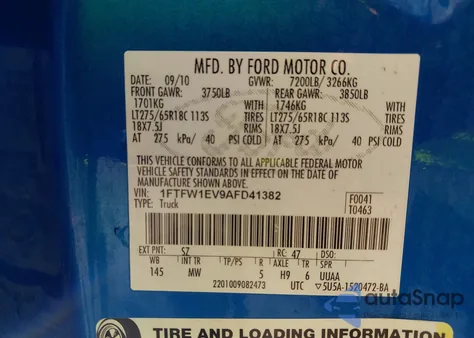 MFD. BY FORD MOTOR CO.
DATE: 09/10 GVWR: 7200LB/ 3266KG
FRONT GAWR: 3750LB REAR GAWR: 3850LB
1701KG WITH 1746KG WITH
LT275/65R18C 113S TIRES LT275/65R18C 113S TIRES
18X7.5J RIMS 18X7.5J RIMS
AT 275 kPa/ 40 PSI COLD AT 275 kPa/ 40 PSI COLD
THIS VEHICLE CONFORMS TO ALL APPLICABLE FEDERAL MOTOR
VEHICLE SAFETY STANDARDS IN EFFECT ON THE DATE OF
MANUFACTURE SHOWN ABOVE.
VIN: 1FTFW1EV9AFD41382 F0041
TYPE: Truck T0463
EXT PNT: SZ RC: 47 DSO:
WB INT TR TP/PS R AXLE TR SPR
145 MW 5 H9 6 UUAA
2201009082473 UTC ▽5U5A-1520472-BA
autoSnap
TIRE AND LOADING INFORMATION